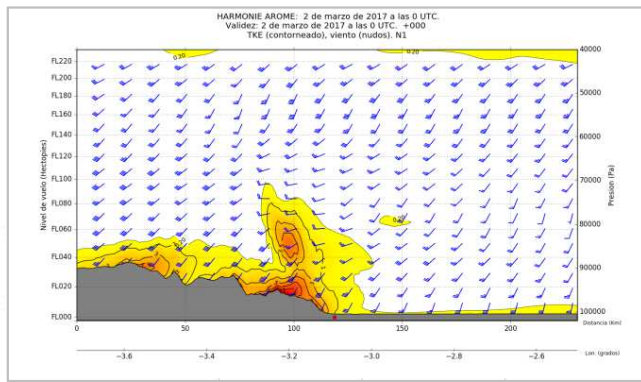 HARMONIE AROME: 2 de marzo de 2017 a las 0 UTC.
Validez: 2 de marzo de 2017 a las 0 UTC. +000
TKE (contorneado), viento (nudos). N1
Nivel de vuelo (Hectopies)
FL220
FL200
FL180
FL160
FL140
FL120
FL100
FL080
FL060
FL040
FL020
FL000
0.20
0.20
0.20
0.20
40000
50000
60000
70000
80000
90000
100000
Presion (Pa)
0
50
100
150
200
Distancia (Km)
−3.6
−3.4
−3.2
−3.0
−2.8
−2.6
Lon. (grados)